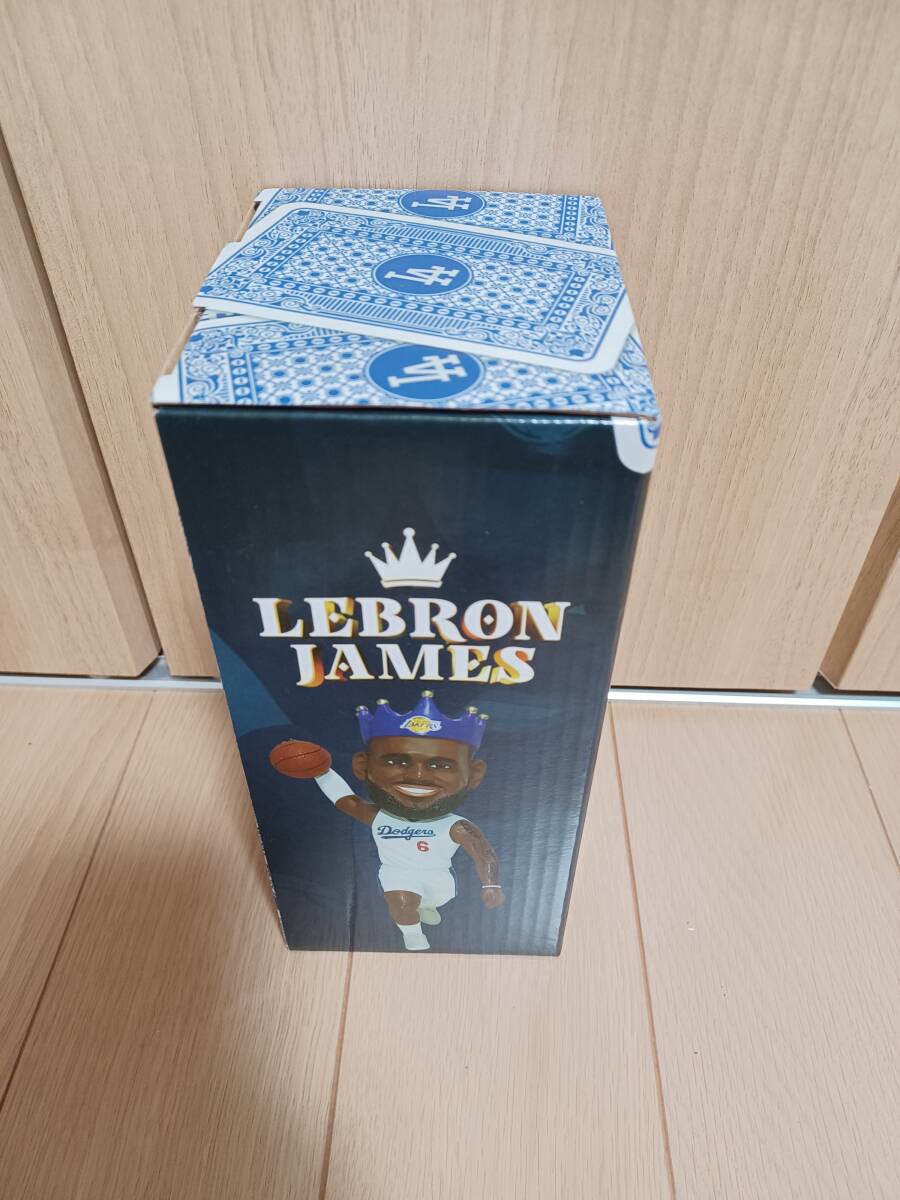 LA
LA
LA
LEBRON
JAMES
LAKERS
Dodgers
6